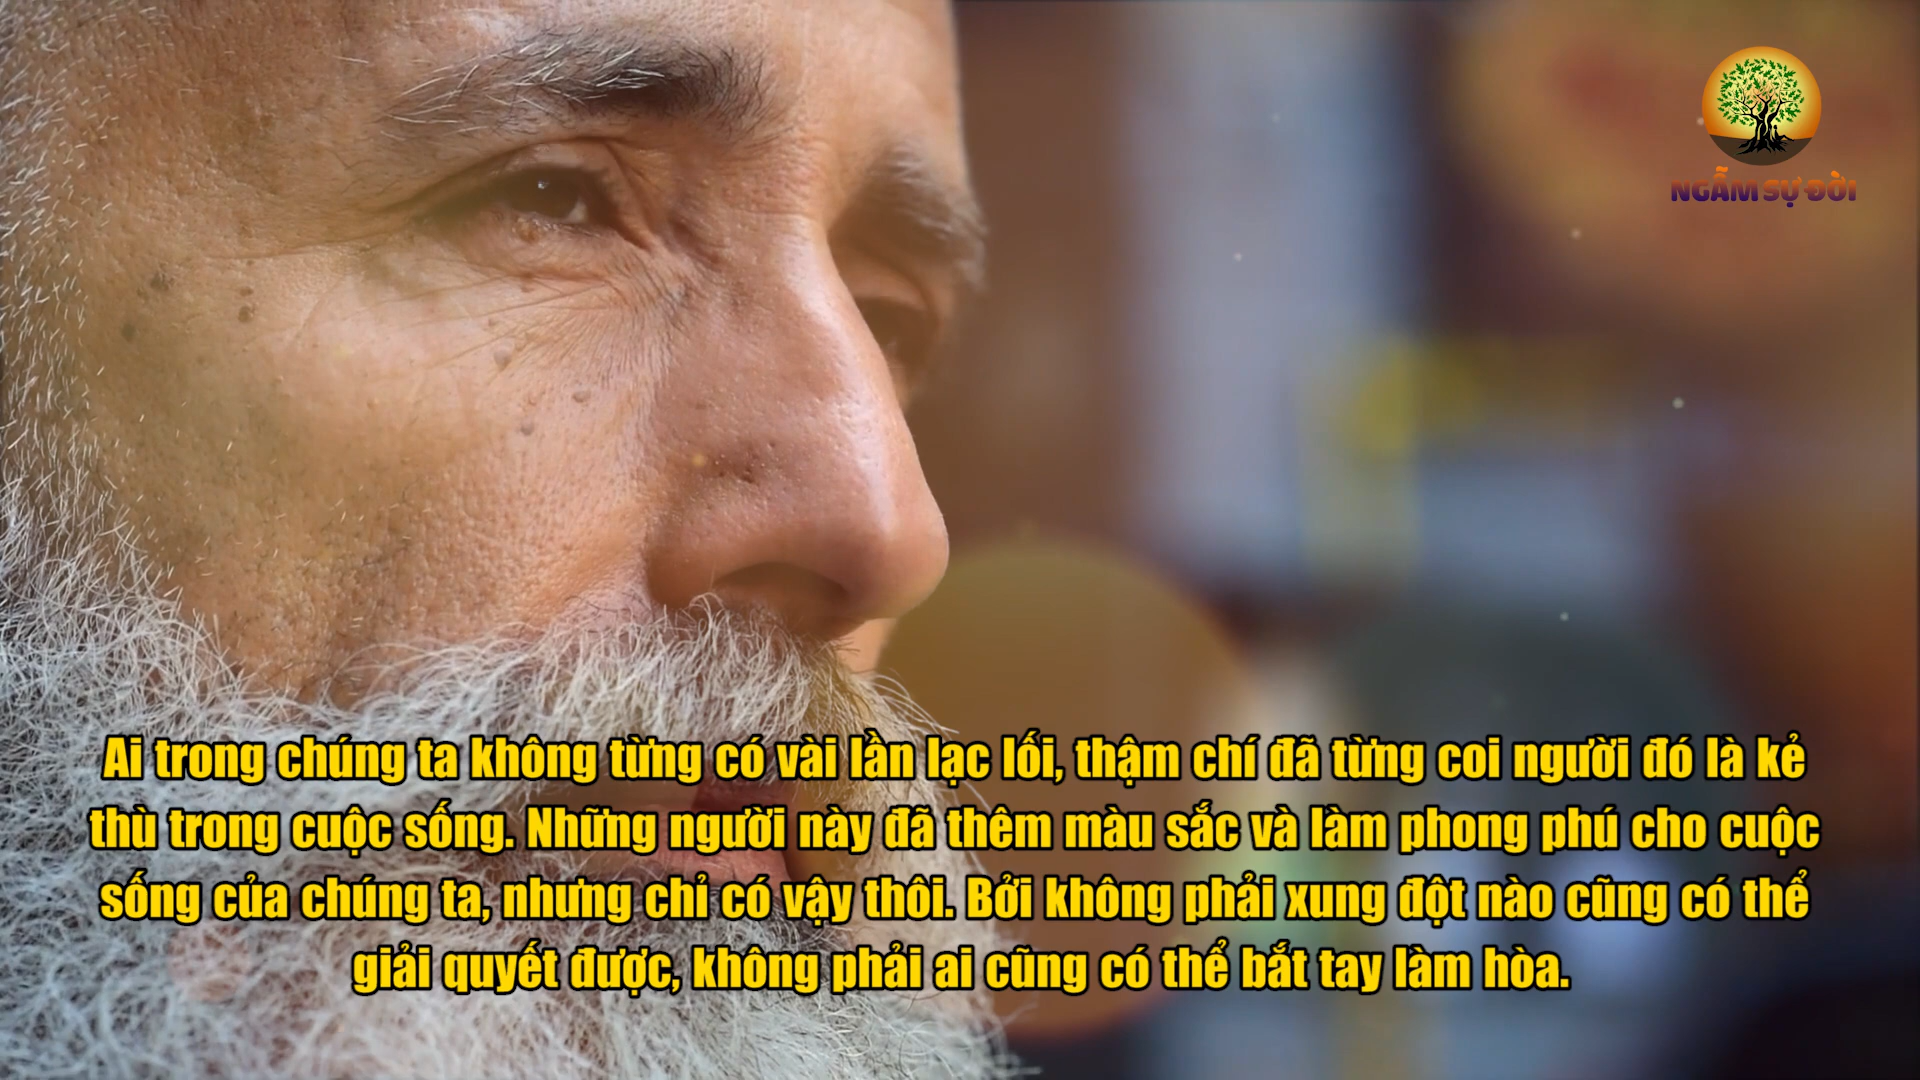 NGẪM SỰ ĐỜI
Ai trong chúng ta không từng có vài lần lạc lối, thậm chí đã từng coi người đó là kẻ
thù trong cuộc sống. Những người này đã thêm màu sắc và làm phong phú cho cuộc
sống của chúng ta, nhưng chỉ có vậy thôi. Bởi không phải xung đột nào cũng có thể
giải quyết được, không phải ai cũng có thể bắt tay làm hòa.